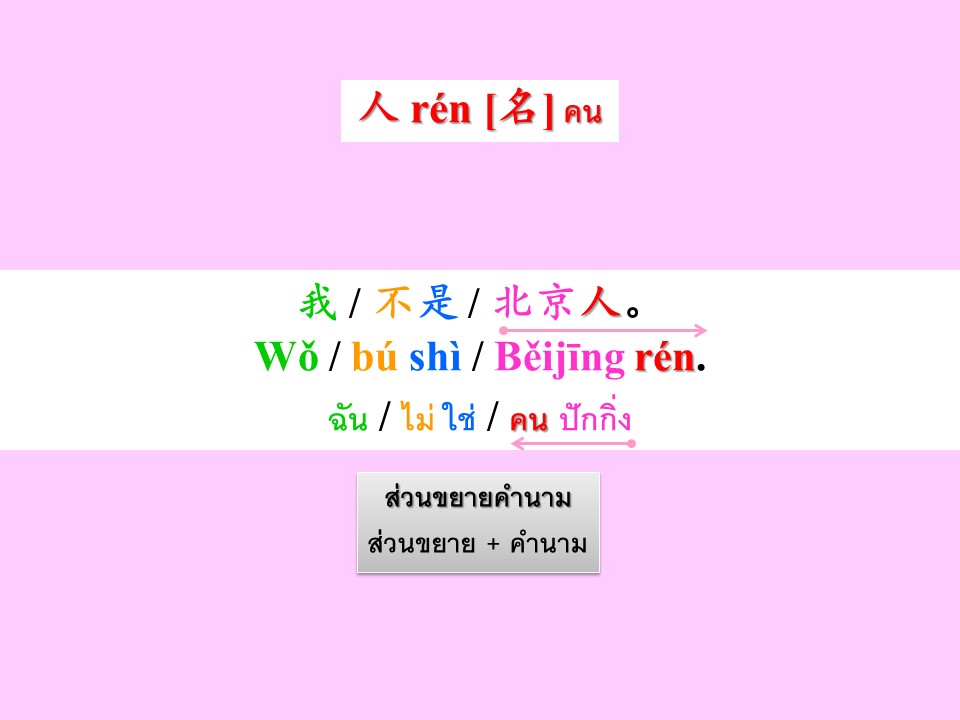 人 rén [名] คน
我 / 不是 / 北京人。
Wǒ / bú shì / Běijīng rén.
ฉัน / ไม่ ใช่ / คน ปักกิ่ง
ส่วนขยายคำนาม
ส่วนขยาย + คำนาม